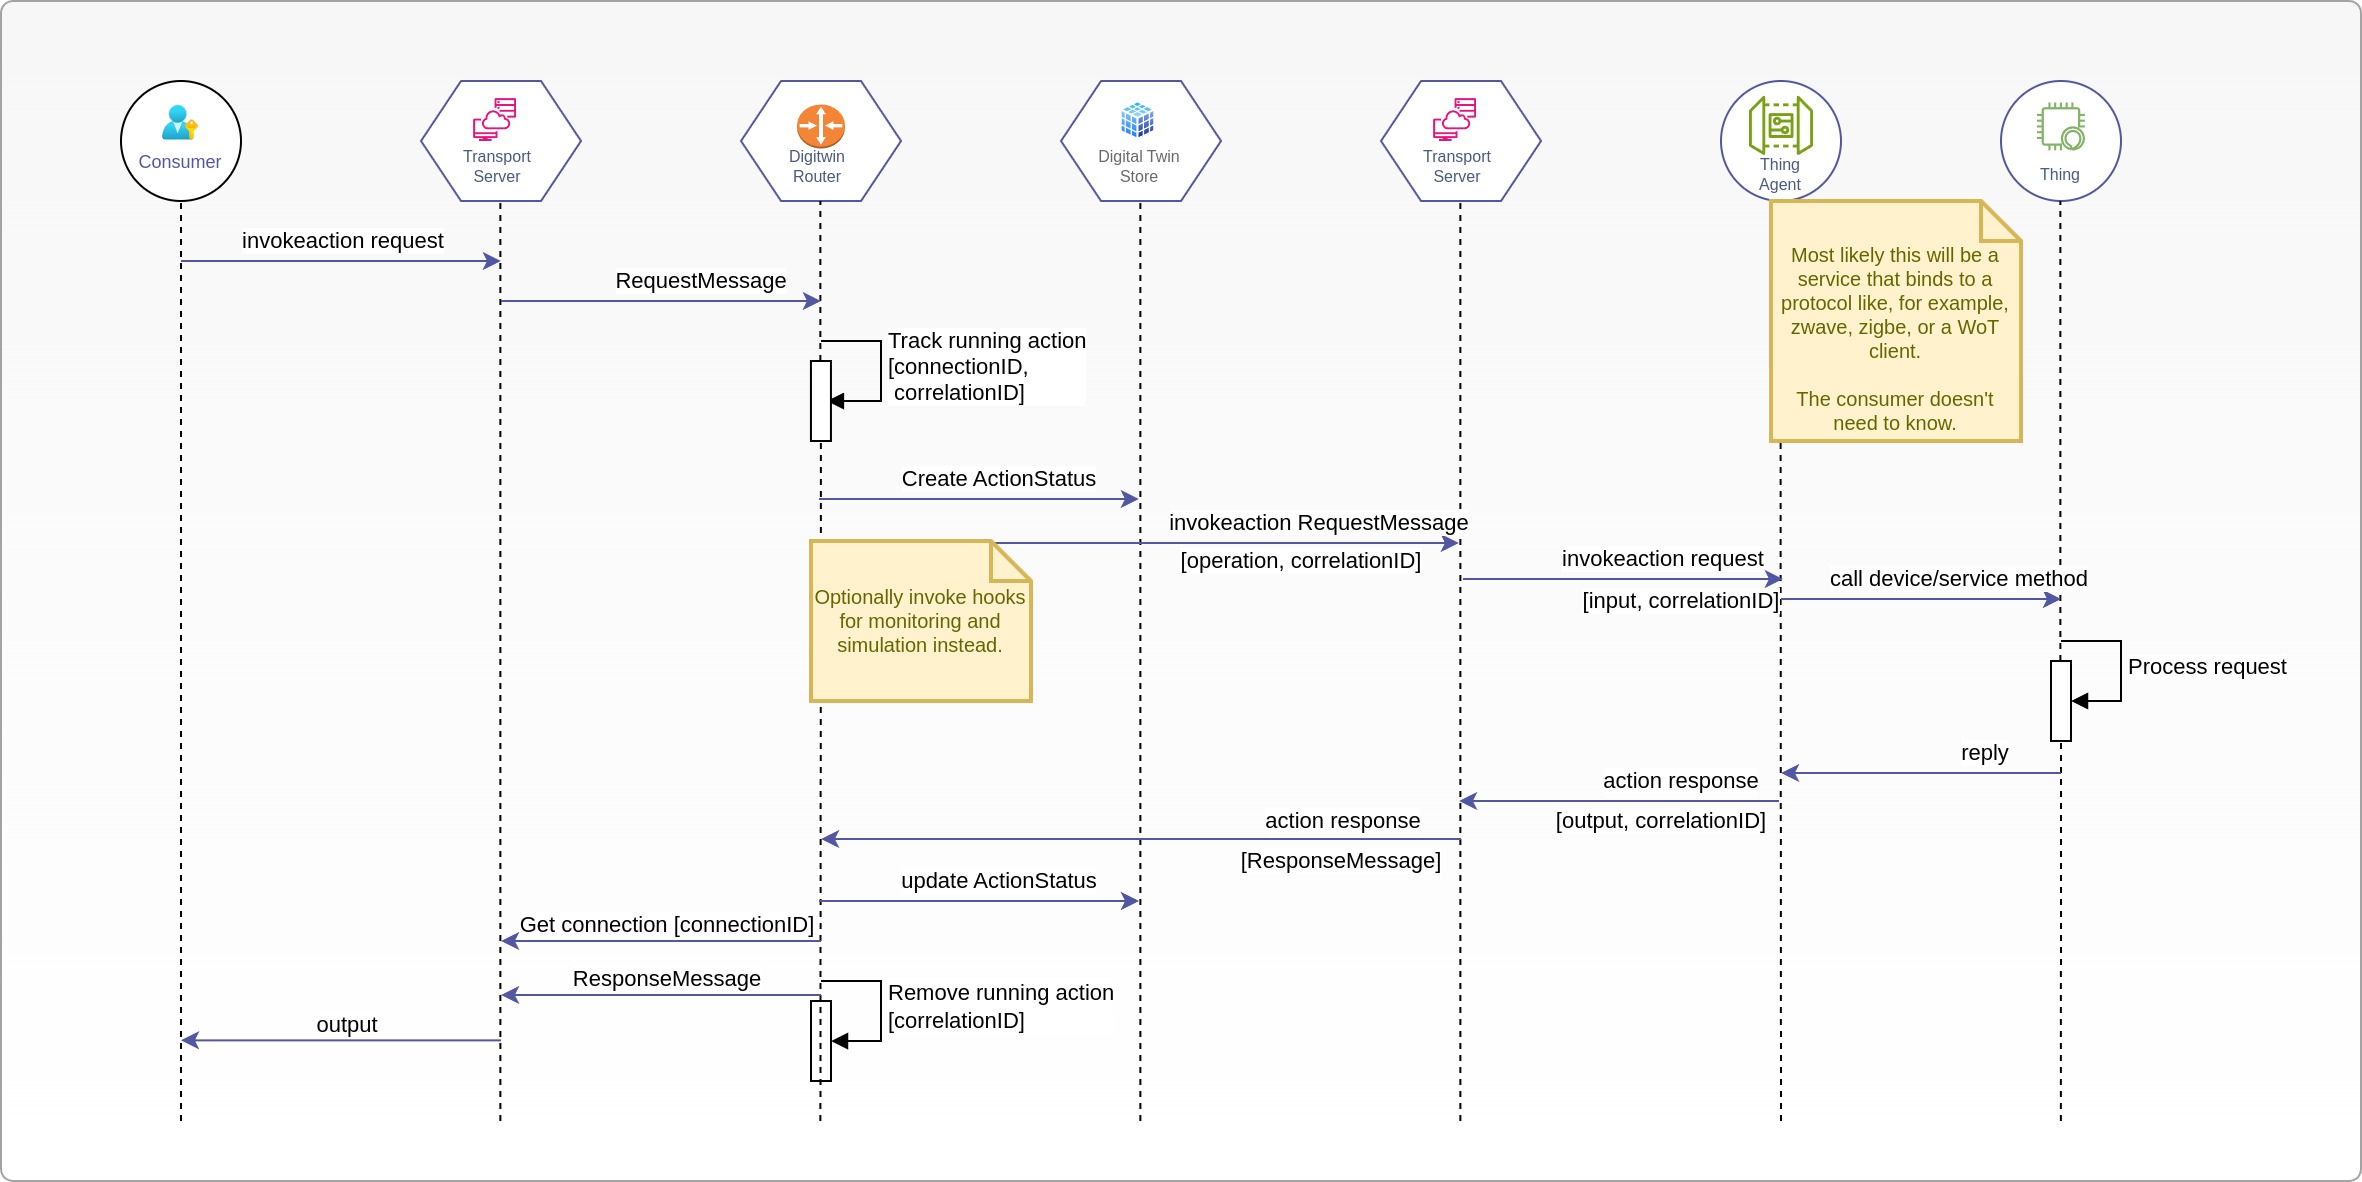 Consumer
Transport
Server
Digitwin
Router
Digital Twin
Store
Transport
Server
Thing
Agent
Thing
invokeaction request
RequestMessage
Most likely this will be a
service that binds to a
protocol like, for example,
zwave, zigbe, or a WoT
client.
The consumer doesn't
need to know.
Track running action
[connectionID,
correlationID]
Create ActionStatus
invokeaction RequestMessage
[operation, correlationID]
invokeaction request
[input, correlationID]
call device/service method
Optionally invoke hooks
for monitoring and
simulation instead.
Process request
reply
action response
[output, correlationID]
action response
[ResponseMessage]
update ActionStatus
Get connection [connectionID]
ResponseMessage
Remove running action
[correlationID]
output